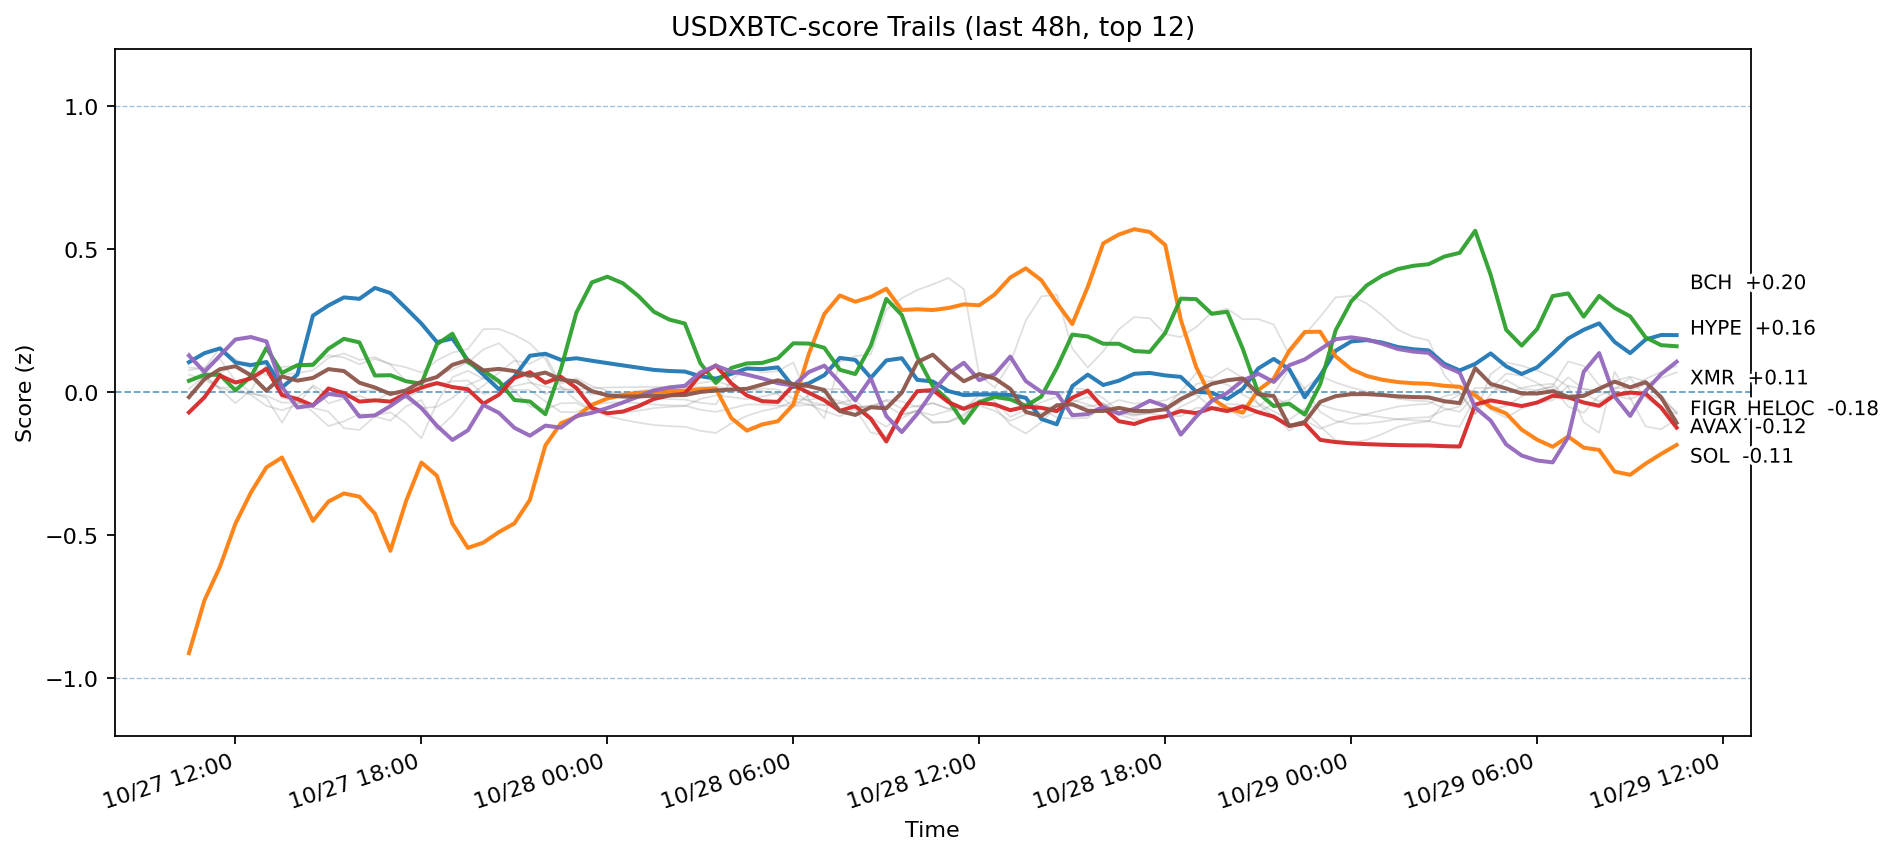 USDXBTC-score Trails (last 48h, top 12)
Score (z)
1.0
0.5
0.0
−0.5
−1.0
BCH +0.20
HYPE +0.16
XMR +0.11
FIGR_HELOC -0.18
AVAX -0.12
SOL -0.11
10/27 12:00
10/27 18:00
10/28 00:00
10/28 06:00
10/28 12:00
10/28 18:00
10/29 00:00
10/29 06:00
10/29 12:00
Time